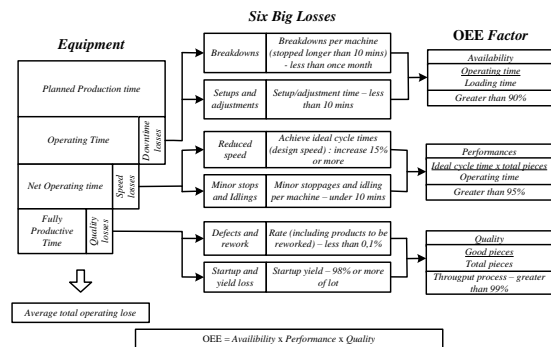 Six Big Losses
Equipment
OEE Factor
Planned Production time
Operating Time
Downtime
losses
Net Operating time
Speed
losses
Fully
Productive
Time
Quality
losses
Average total operating lose
Breakdowns
Breakdowns per machine
(stopped longer than 10 mins)
- less than once month
Setups and
adjustments
Setup/adjustment time – less
than 10 mins
Reduced
speed
Achieve ideal cycle times
(design speed) : increase 15%
or more
Minor stops
and Idlings
Minor stoppages and idling
per machine – under 10 mins
Defects and
rework
Rate (including products to be
reworked) – less than 0,1%
Startup and
yield loss
Startup yield – 98% or more
of lot
Availability
Operating time
Loading time
Greater than 90%
Performances
Ideal cycle time x total pieces
Operating time
Greater than 95%
Quality
Good pieces
Total pieces
Througput process – greater
than 99%
OEE = Availibility x Performance x Quality